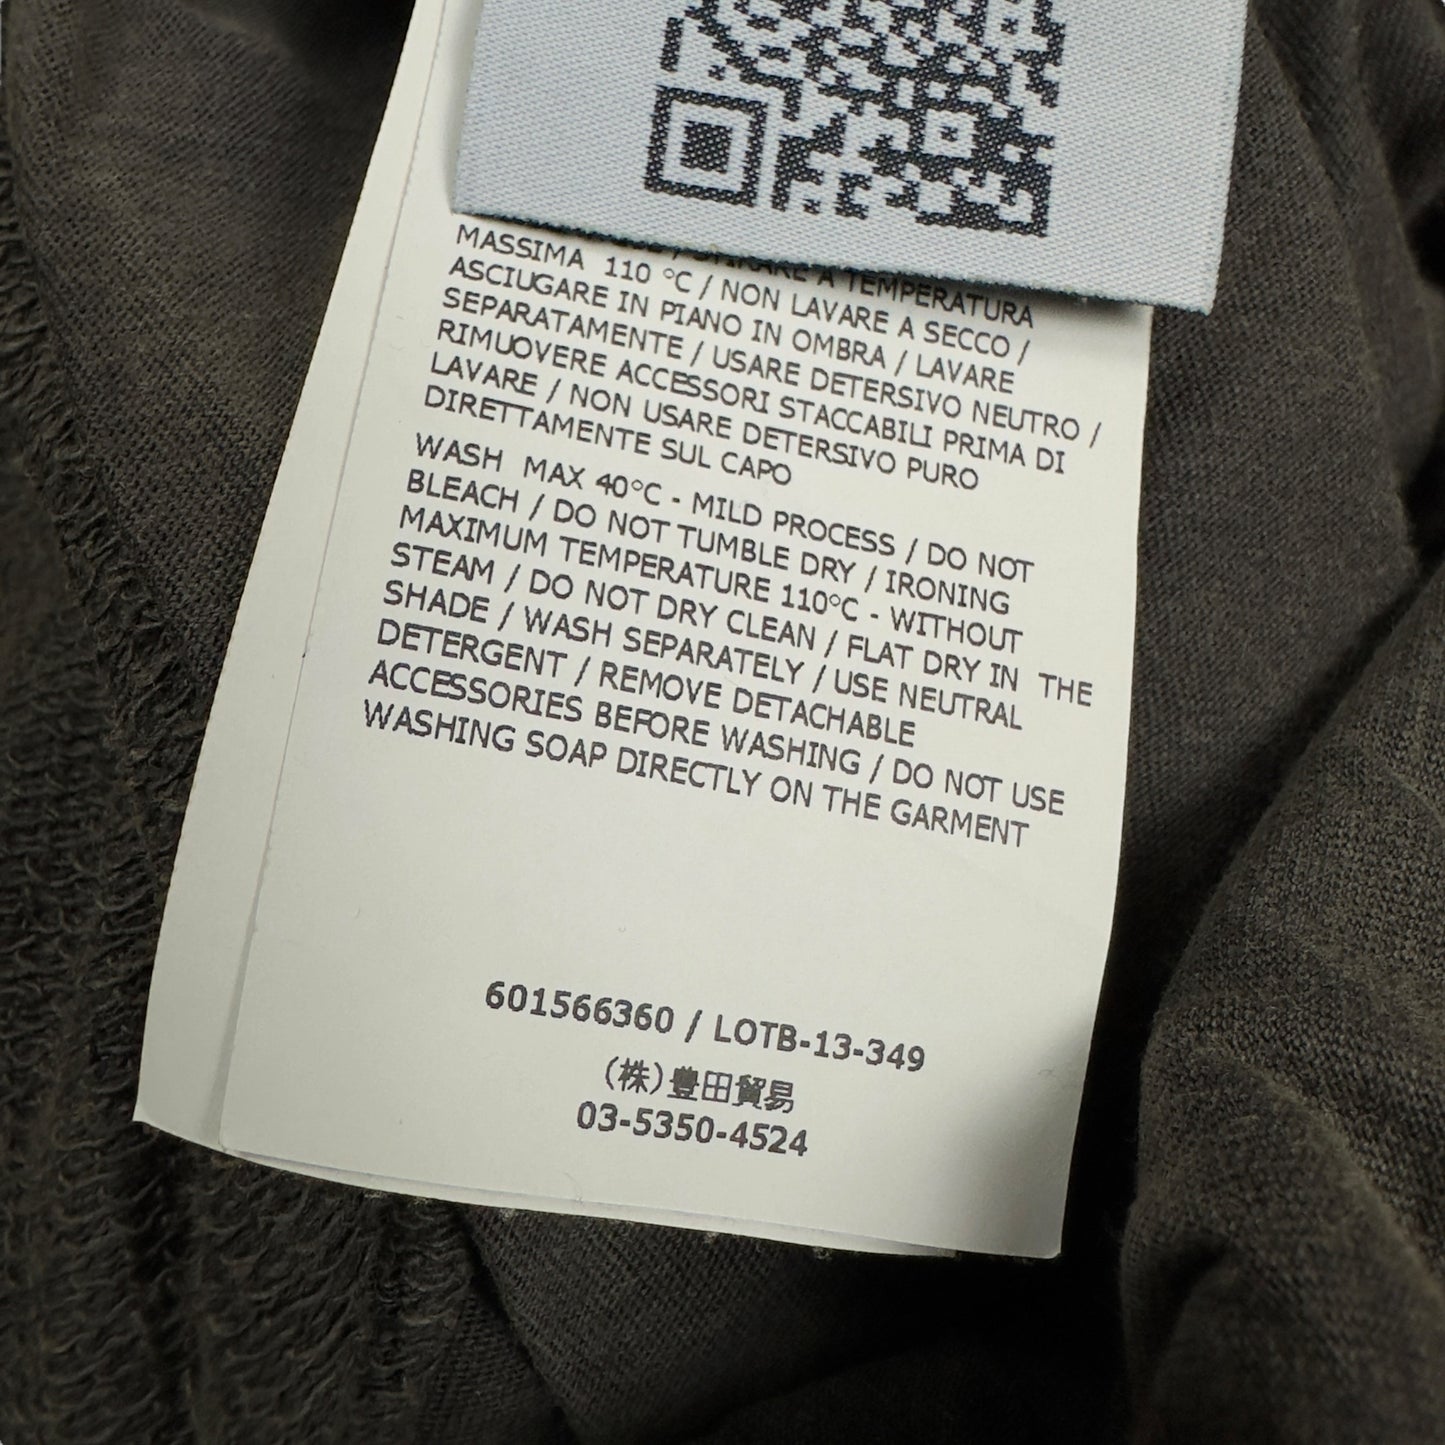 / STIRARE A TEMPERATURA
MASSIMA 110 °C / NON LAVARE A SECCO /
ASCIUGARE IN PIANO IN OMBRA / LAVARE
SEPARATAMENTE / USARE DETERSIVO NEUTRO /
RIMUOVERE ACCESSORI STACCABILI PRIMA DI
LAVARE / NON USARE DETERSIVO PURO
DIRETTAMENTE SUL CAPO
WASH MAX 40°C - MILD PROCESS / DO NOT
BLEACH / DO NOT TUMBLE DRY / IRONING
MAXIMUM TEMPERATURE 110°C - WITHOUT
STEAM / DO NOT DRY CLEAN / FLAT DRY IN THE
SHADE / WASH SEPARATELY / USE NEUTRAL
DETERGENT / REMOVE DETACHABLE
ACCESSORIES BEFORE WASHING / DO NOT USE
WASHING SOAP DIRECTLY ON THE GARMENT
601566360 / LOTB-13-349
(株)豊田貿易
03-5350-4524